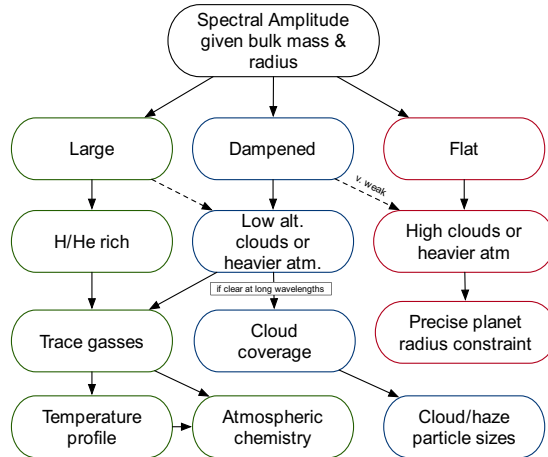 Spectral Amplitude
given bulk mass &
radius
Large
Dampened
Flat
v. weak
H/He rich
Low alt.
clouds or
heavier atm.
High clouds or
heavier atm
if clear at long wavelengths
Trace gasses
Cloud
coverage
Precise planet
radius constraint
Temperature
profile
Atmospheric
chemistry
Cloud/haze
particle sizes